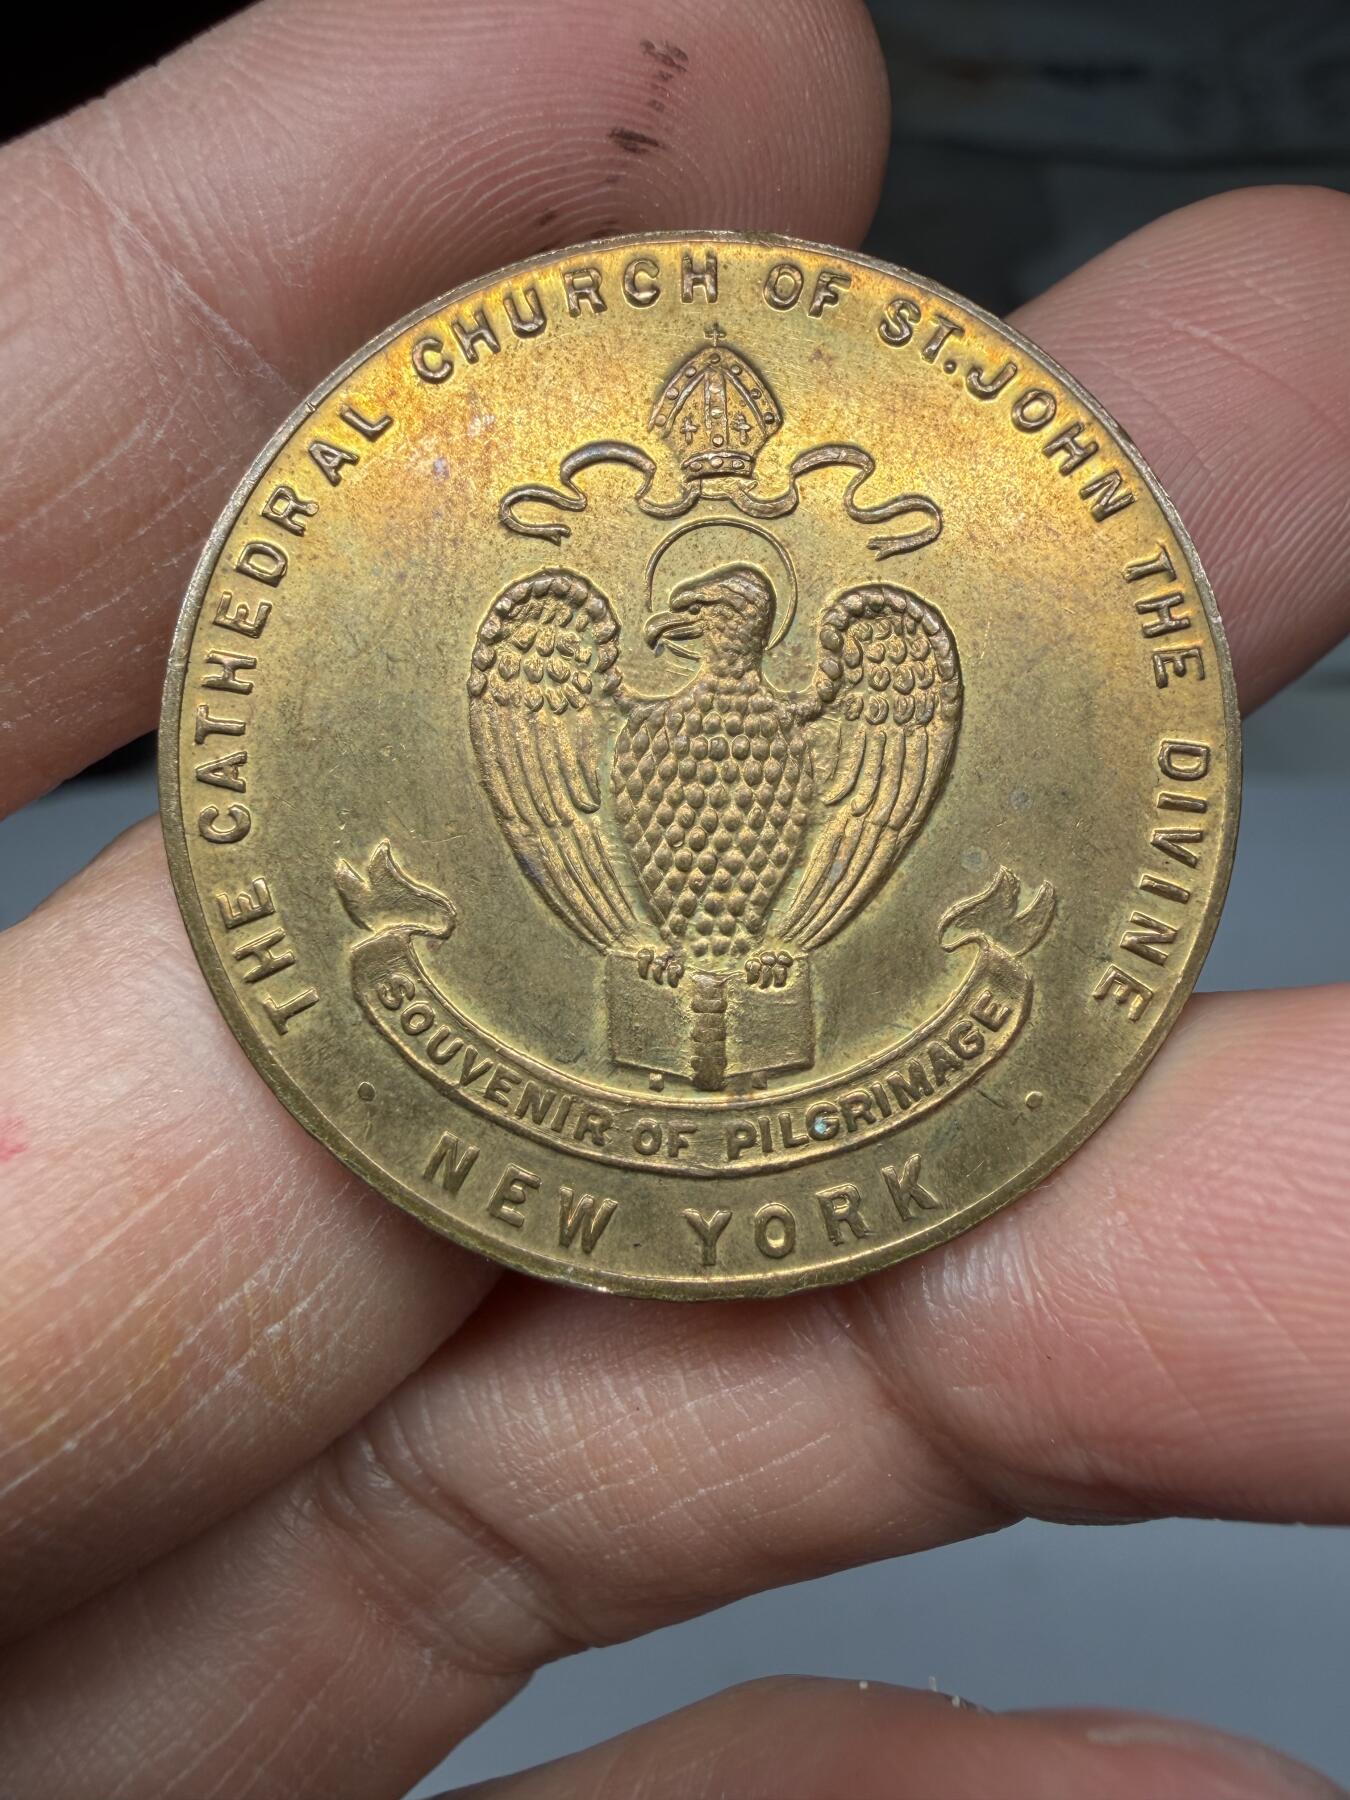 THE CATHEDRAL CHURCH OF ST. JOHN THE DIVINE
SOUVENIR OF PILGRIMAGE
NEW YORK